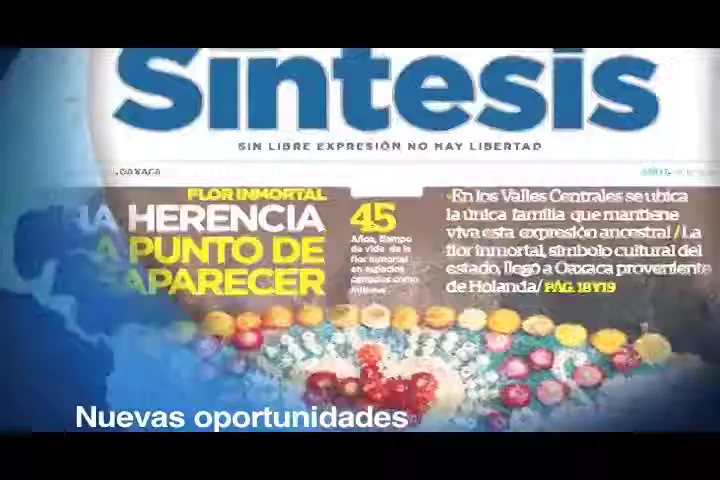 Síntesis
SIN LIBRE EXPRESIÓN NO HAY LIBERTAD
OAXACA
FLOR INMORTAL
HERENCIA
A PUNTO DE
APARECER
45
Años, tiempo
de vida de la
flor inmortal
en espacios
En los Valles Centrales se ubica
la única familia que mantiene
viva esta expresión ancestral / La
flor inmortal, símbolo cultural del
estado, llegó a Oaxaca proveniente
de Holanda/ PÁG. 18 Y 19
Nuevas oportunidades